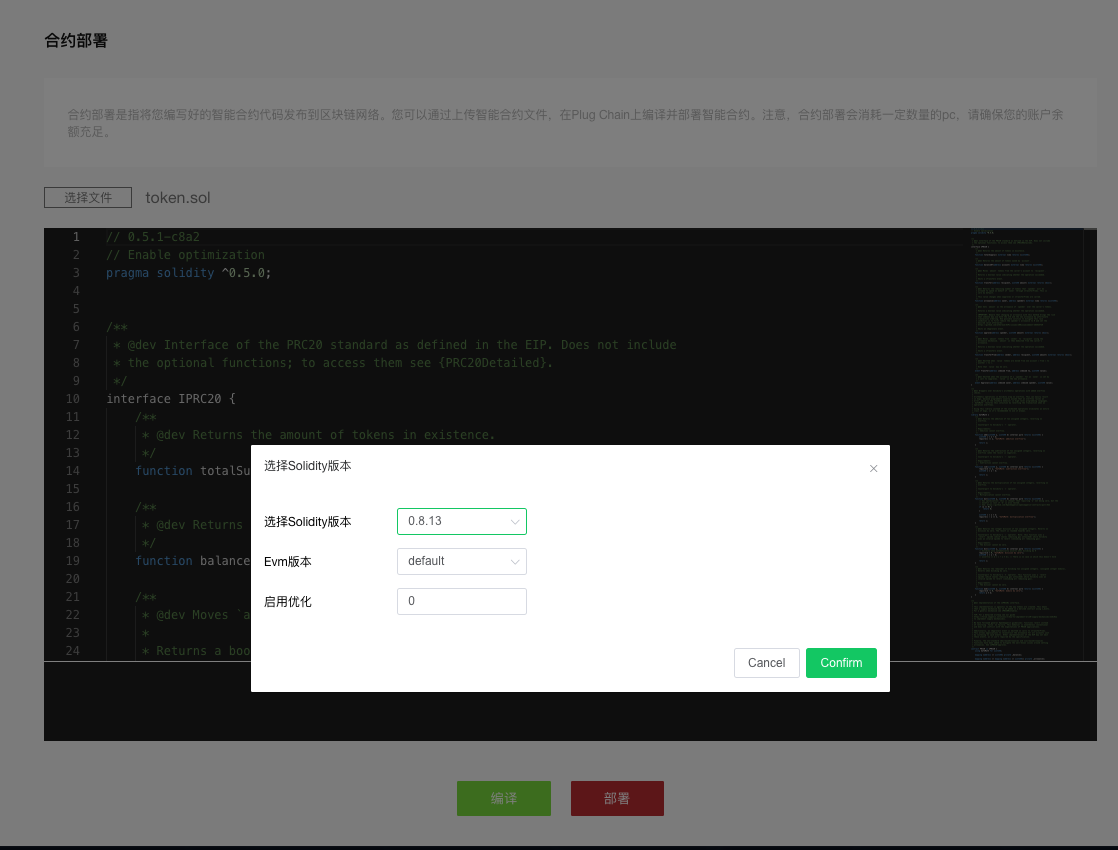 合约部署
合约部署是指将您编写好的智能合约代码发布到区块链网络。您可以通过上传智能合约文件，在Plug Chain上编译并部署智能合约。注意，合约部署会消耗一定数量的pc，请确保您的账户余
额充足。
选择文件 token.sol
1 // 0.5.1-c8a2
2 // Enable optimization
3 pragma solidity ^0.5.0;
4
5
6 /**
7 * @dev Interface of the PRC20 standard as defined in the EIP. Does not include
8 * the optional functions; to access them see {PRC20Detailed}.
9 */
10 interface IPRC20 {
11 /**
12 * @dev Returns the amount of tokens in existence.
13 */
14 function totalSu
15
16 /**
17 * @dev Returns
18 */
19 function balance
20
21 /**
22 * @dev Moves `a
23 *
24 * Returns a boo
选择Solidity版本
×
选择Solidity版本 0.8.13
Evm版本 default
启用优化 0
Cancel Confirm
编译 部署